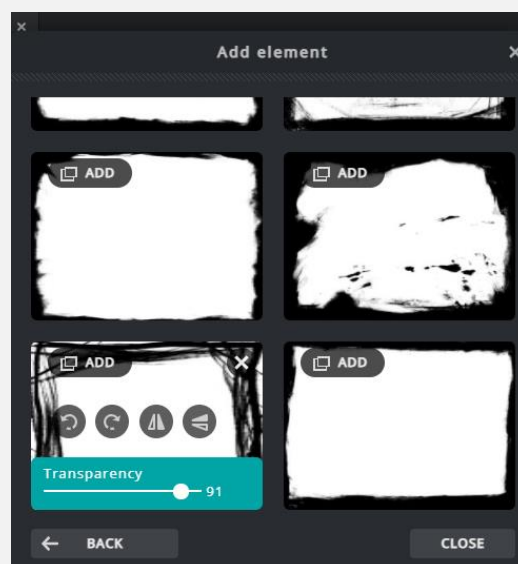 Add element
ADD
ADD
ADD
ADD
Transparency
91
BACK
CLOSE